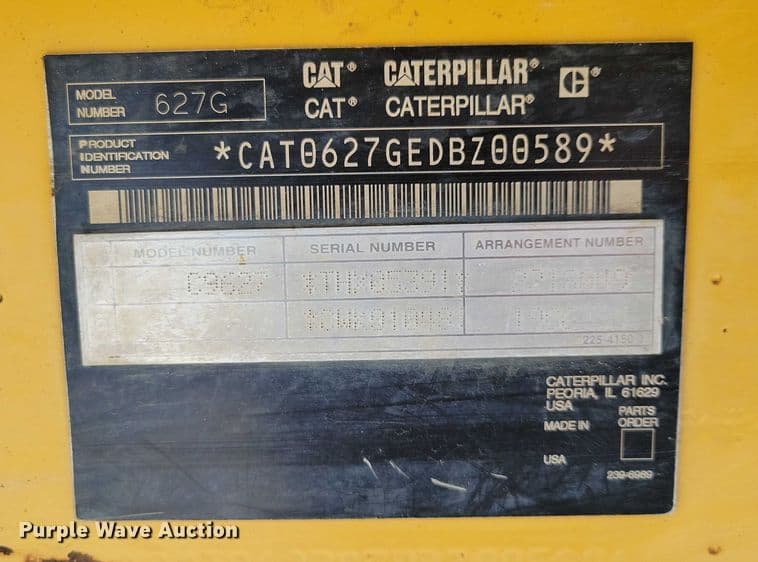 CAT® CATERPILLAR® C®
CAT® CATERPILLAR®
MODEL NUMBER 627G
PRODUCT IDENTIFICATION NUMBER *CAT0627GEDBZ00589*
MODEL NUMBER SERIAL NUMBER ARRANGEMENT NUMBER
C9627
225-4150
CATERPILLAR INC.
PEORIA, IL 61629
USA
PARTS ORDER
MADE IN
USA
239-6989
Purple Wave Auction